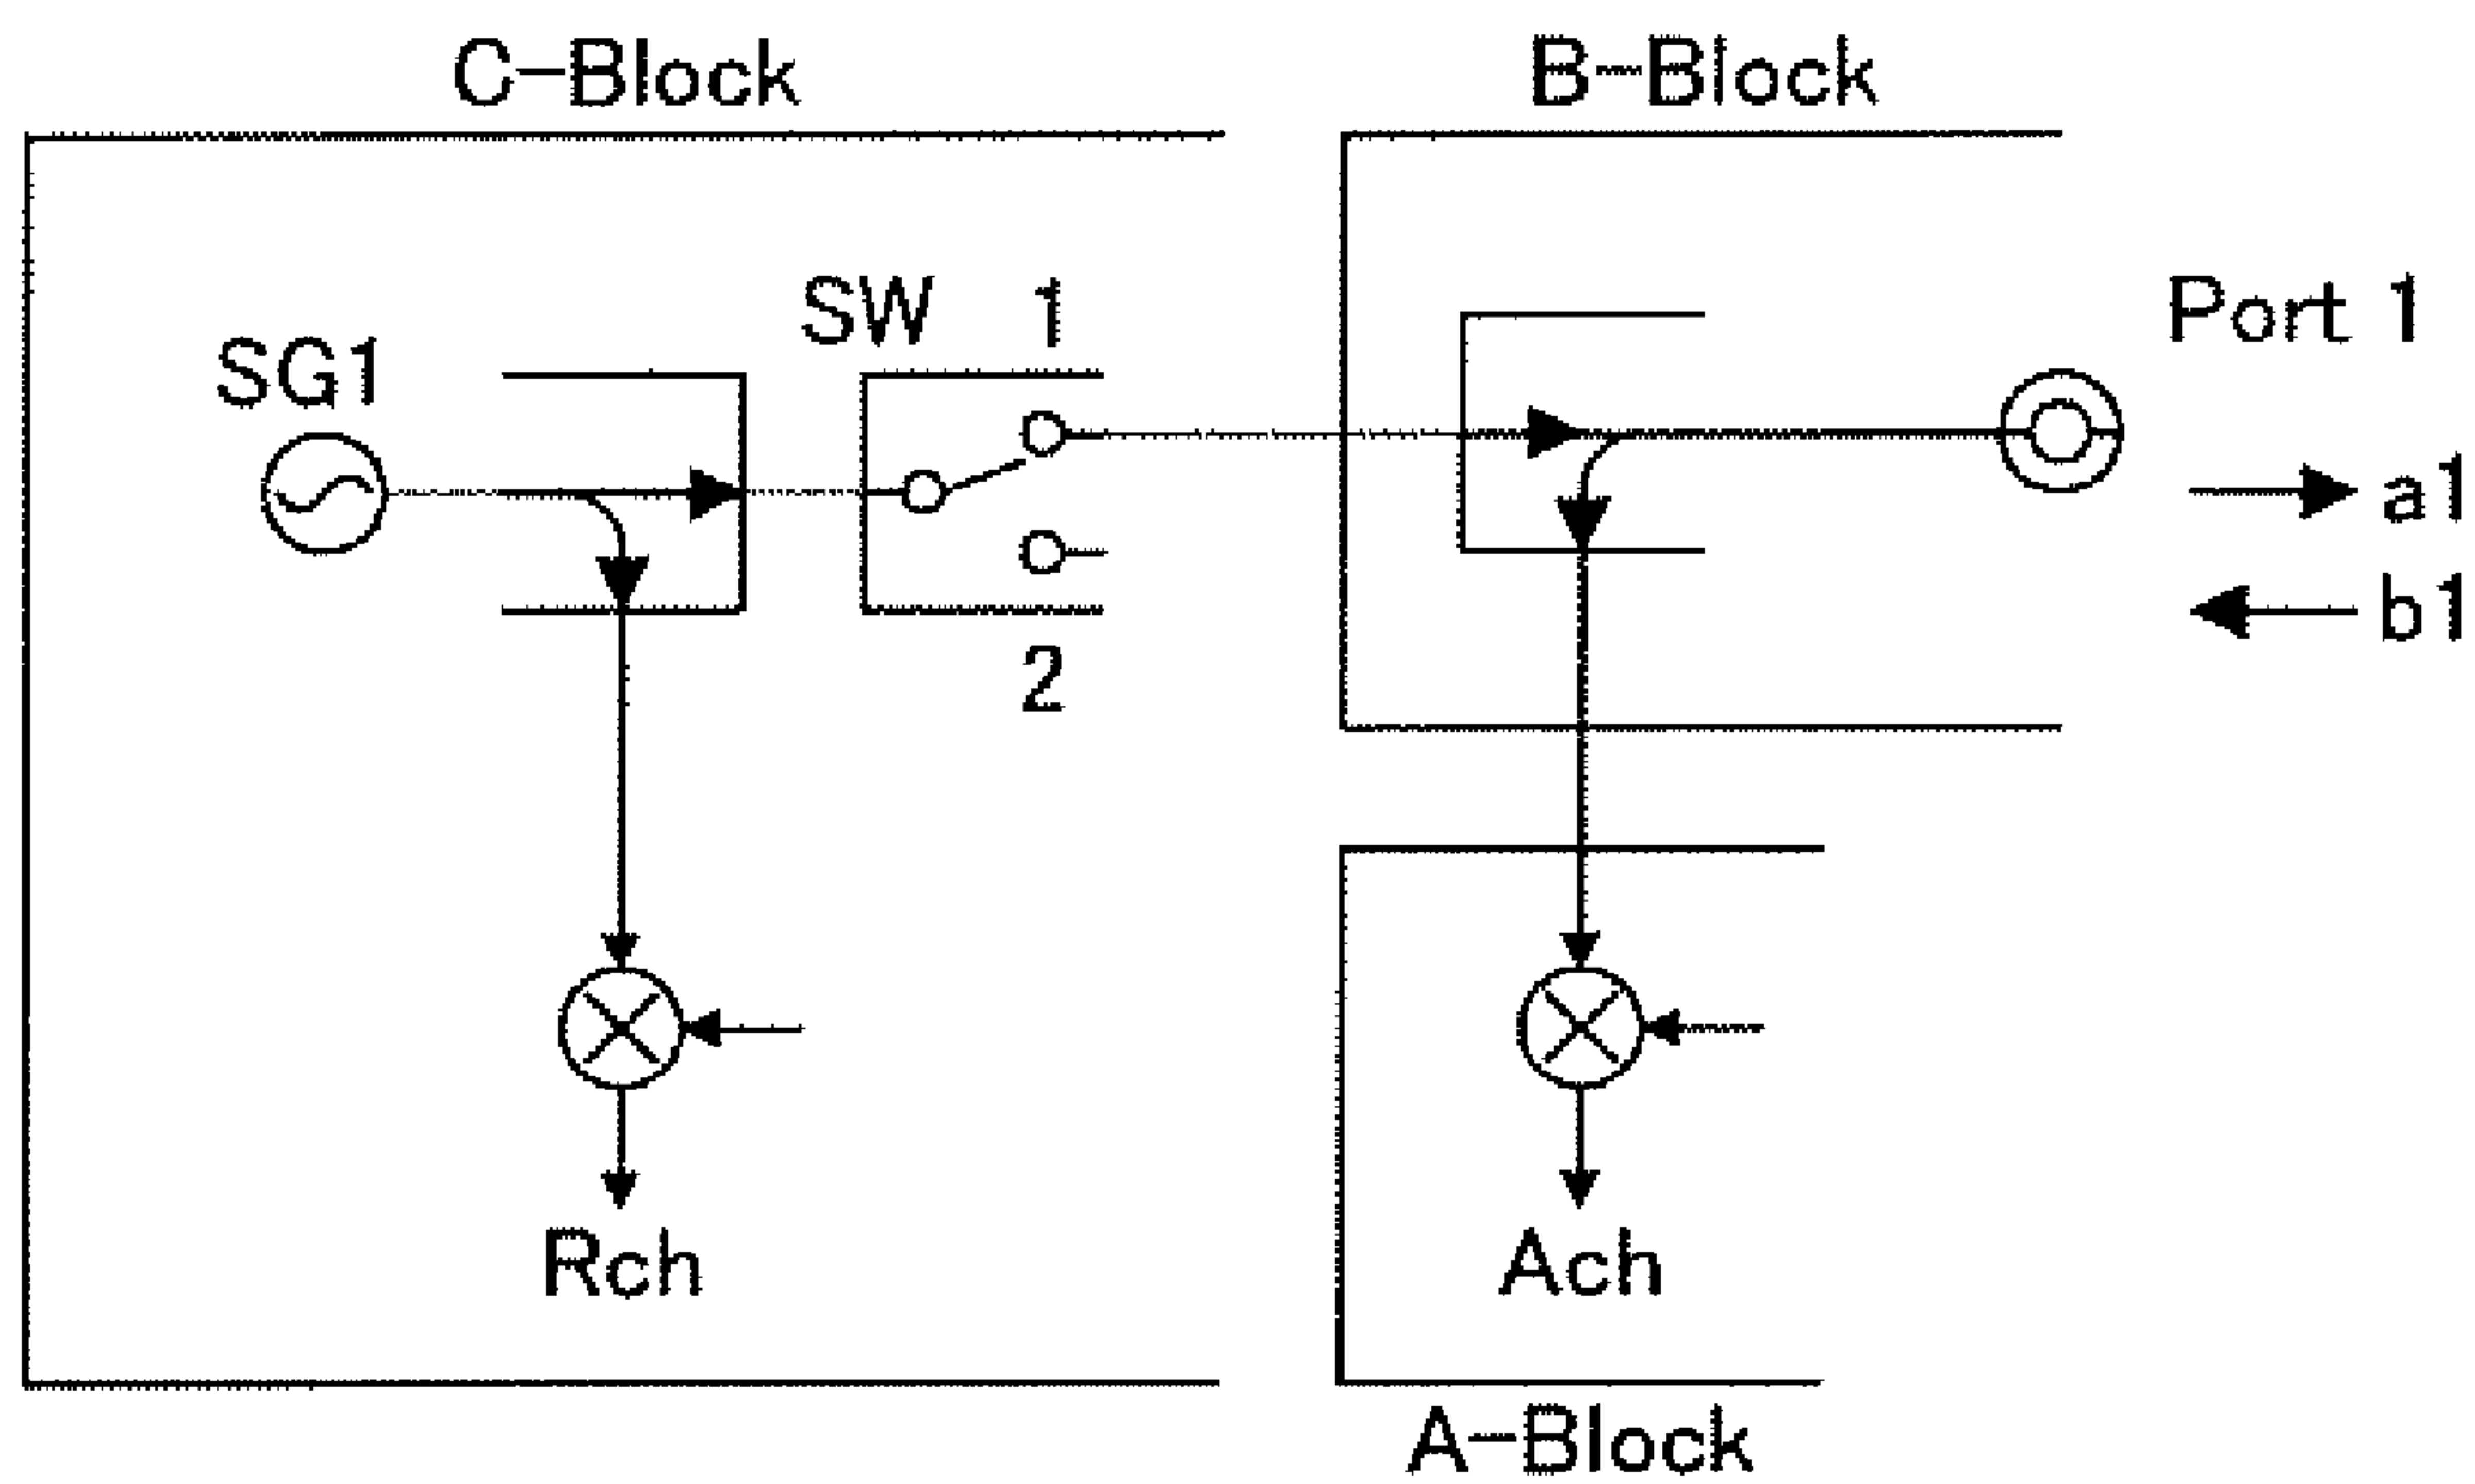 C-Block
B-Block
SG1
SW 1
Port 1
a1
b1
2
Rch
Ach
A-Block